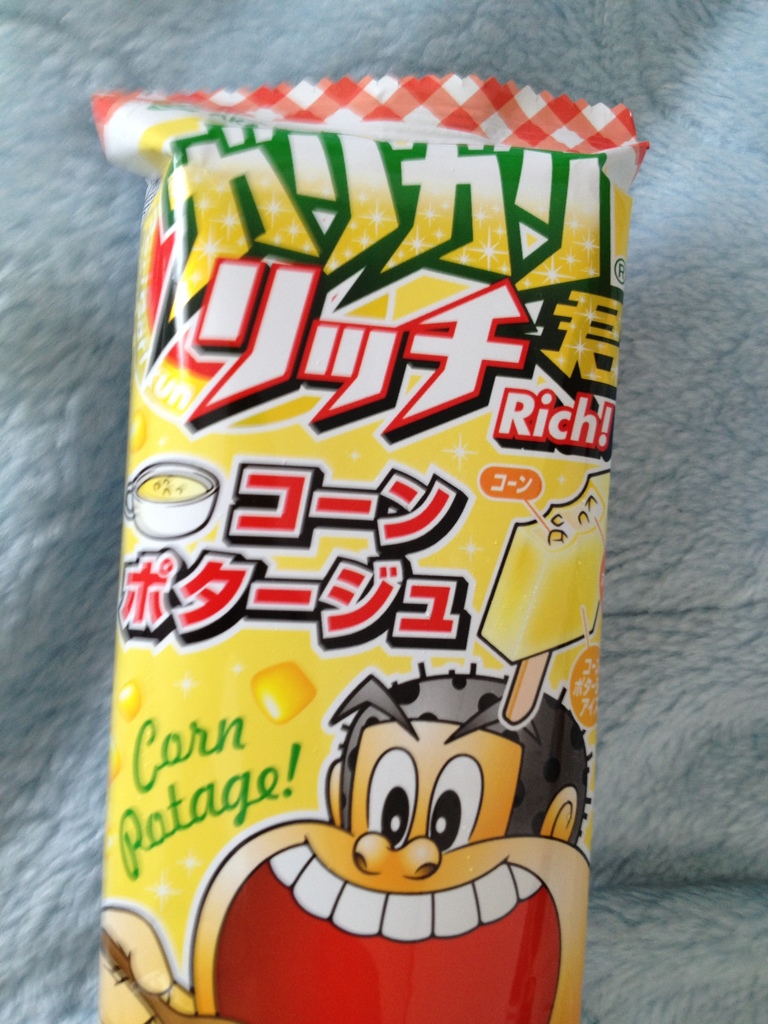 ガリガリ
君
®
リッチ
Rich!
コーン
ポタージュ
コーン
Corn
Potage!